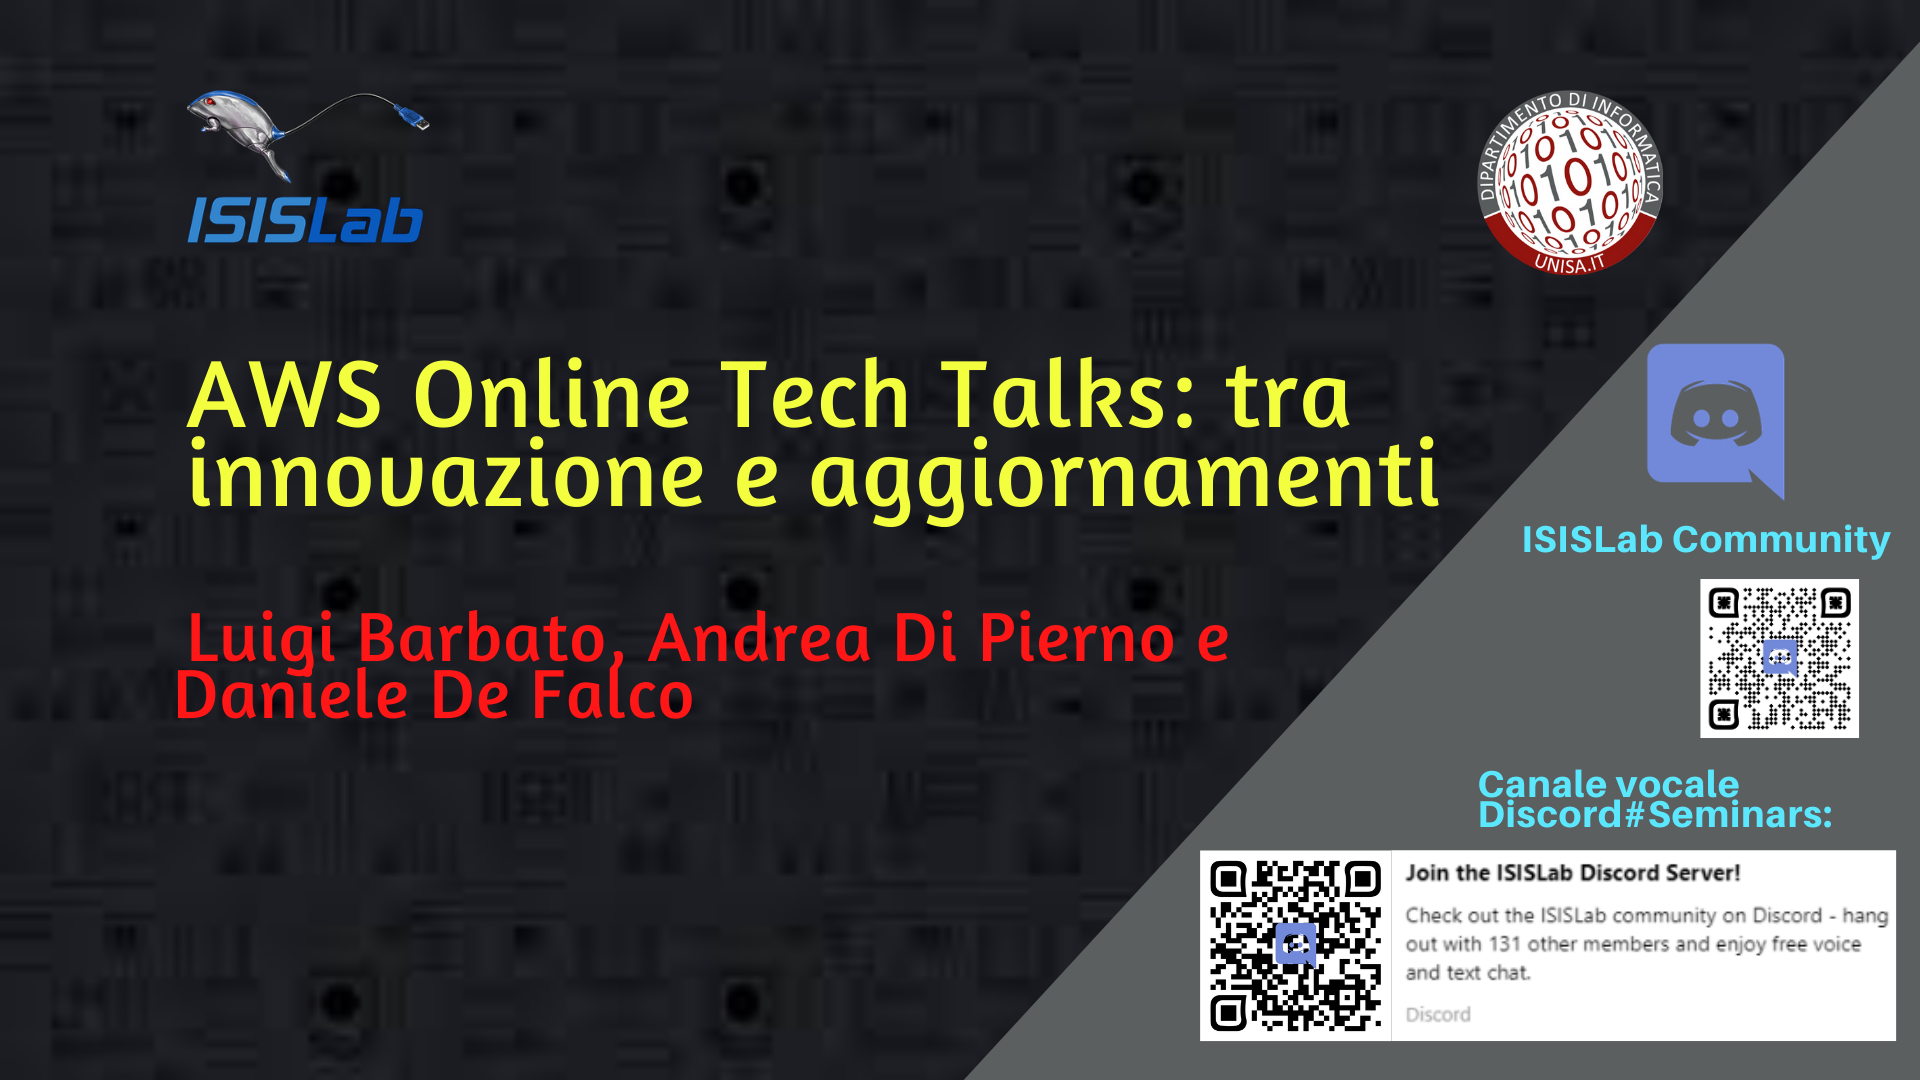 ISISLab
DIPARTIMENTO DI INFORMATICA
UNISA.IT
AWS Online Tech Talks: tra
innovazione e aggiornamenti
Luigi Barbato, Andrea Di Pierno e
Daniele De Falco
ISISLab Community
Canale vocale
Discord#Seminars:
Join the ISISLab Discord Server!
Check out the ISISLab community on Discord - hang
out with 131 other members and enjoy free voice
and text chat.
Discord